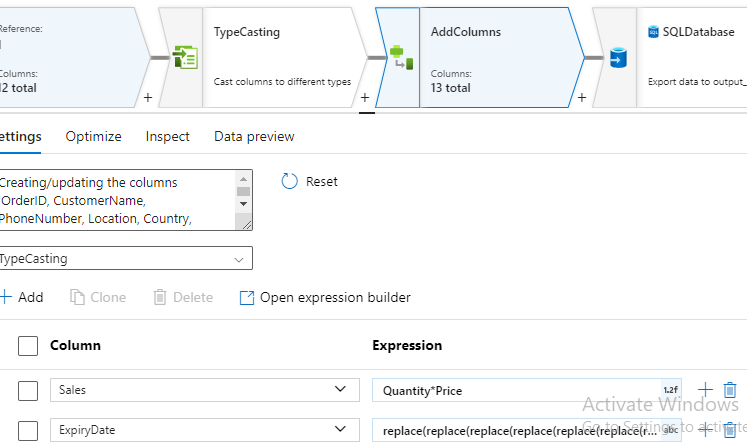 Reference:
1
Columns:
12 total
+
TypeCasting
Cast columns to different types
+
AddColumns
Columns:
13 total
+
SQL SQLDatabase
Export data to output_
ettings Optimize Inspect Data preview
Creating/updating the columns
OrderID, CustomerName,
PhoneNumber, Location, Country,
Reset
TypeCasting
+ Add Clone Delete Open expression builder
Column Expression
Sales Quantity*Price 1.2f
Activate Windows
ExpiryDate replace(replace(replace(replace(replace(replace(r... abc
Go to Settings to activate